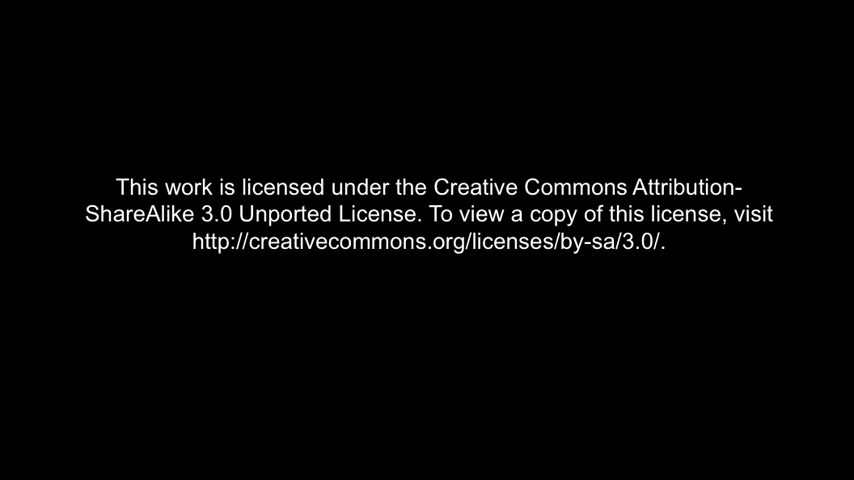 This work is licensed under the Creative Commons Attribution-
ShareAlike 3.0 Unported License. To view a copy of this license, visit
http://creativecommons.org/licenses/by-sa/3.0/.